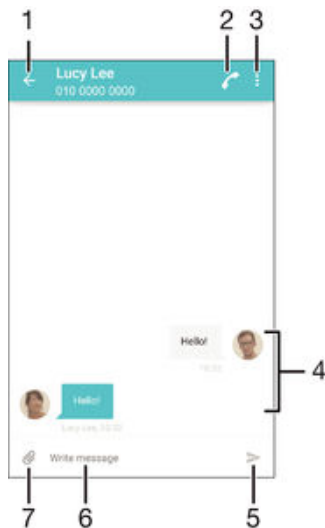 1 2 3
Lucy Lee
010 0000 0000
Hello!
4
Hello!
Write message
7 6 5